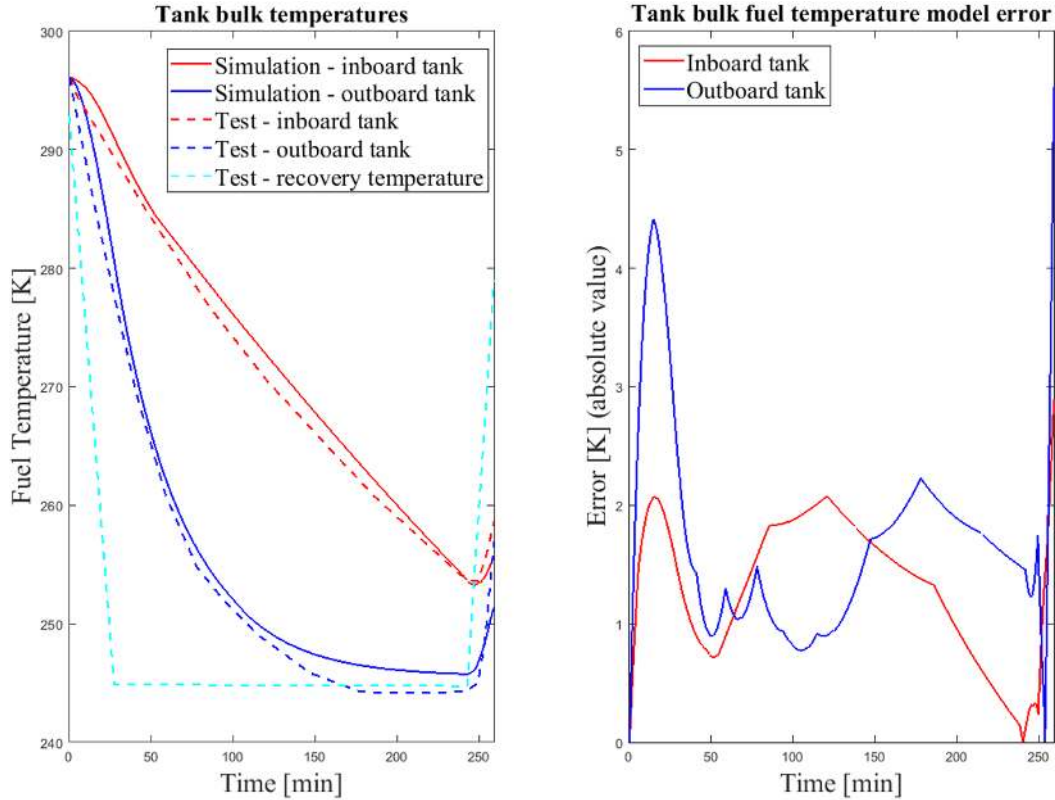 Tank bulk temperatures
300
290
280
270
260
250
240
0
50
100
150
200
250
Fuel Temperature [K]
Time [min]
Simulation - inboard tank
Simulation - outboard tank
Test - inboard tank
Test - outboard tank
Test - recovery temperature
Tank bulk fuel temperature model error
6
5
4
3
2
1
0
0
50
100
150
200
250
Error [K] (absolute value)
Time [min]
Inboard tank
Outboard tank